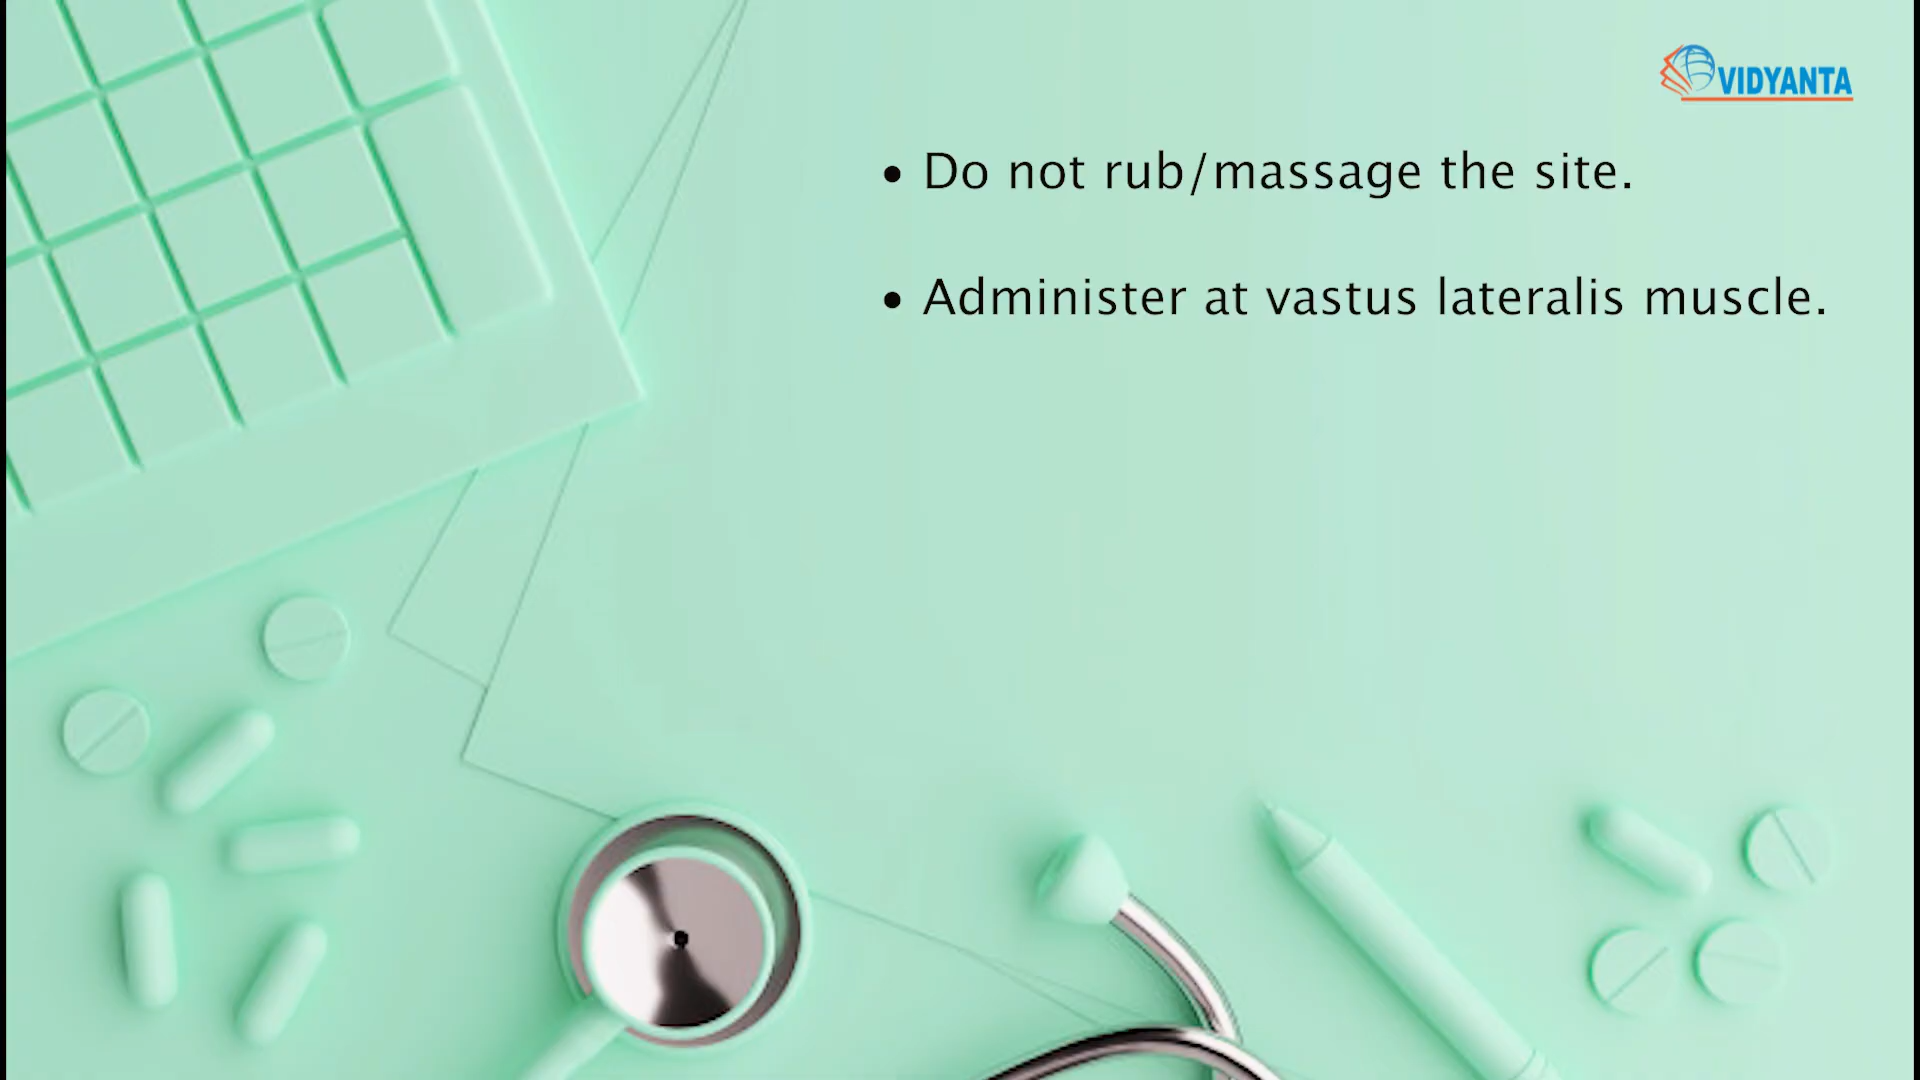 VIDYANTA
• Do not rub/massage the site.
• Administer at vastus lateralis muscle.